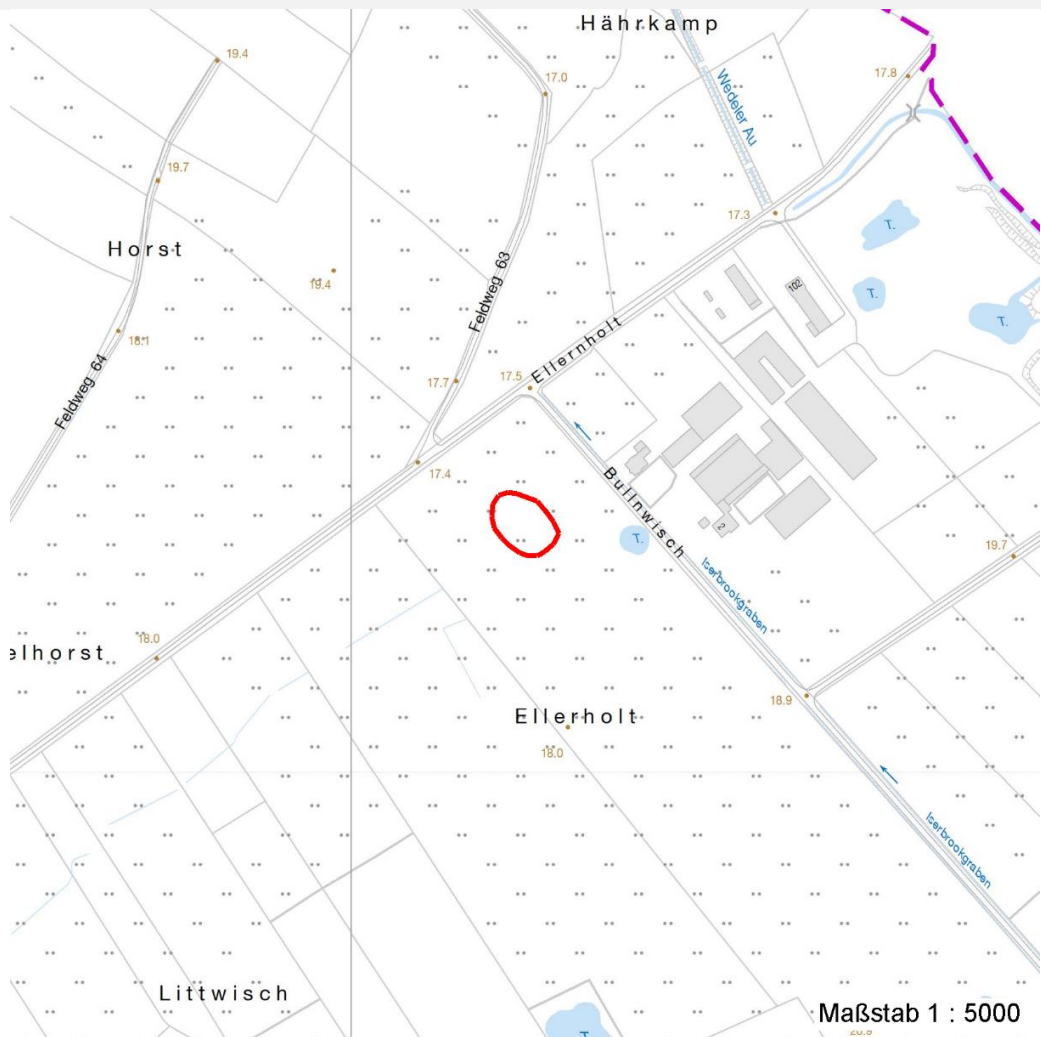 Hährkamp
19.4
17.0
17.8
Wedeler Au
19.7
17.3
Horst
T.
Feldweg 63
19.4
102
T.
T.
18.1
Ellernholt
Feldweg 64
17.7
17.5
17.4
Bullnwisch
2
T.
19.7
Iserbrookgraben
18.0
elhorst
18.9
Ellerholt
18.0
Iserbrookgraben
Littwisch
Maßstab 1 : 5000
T.